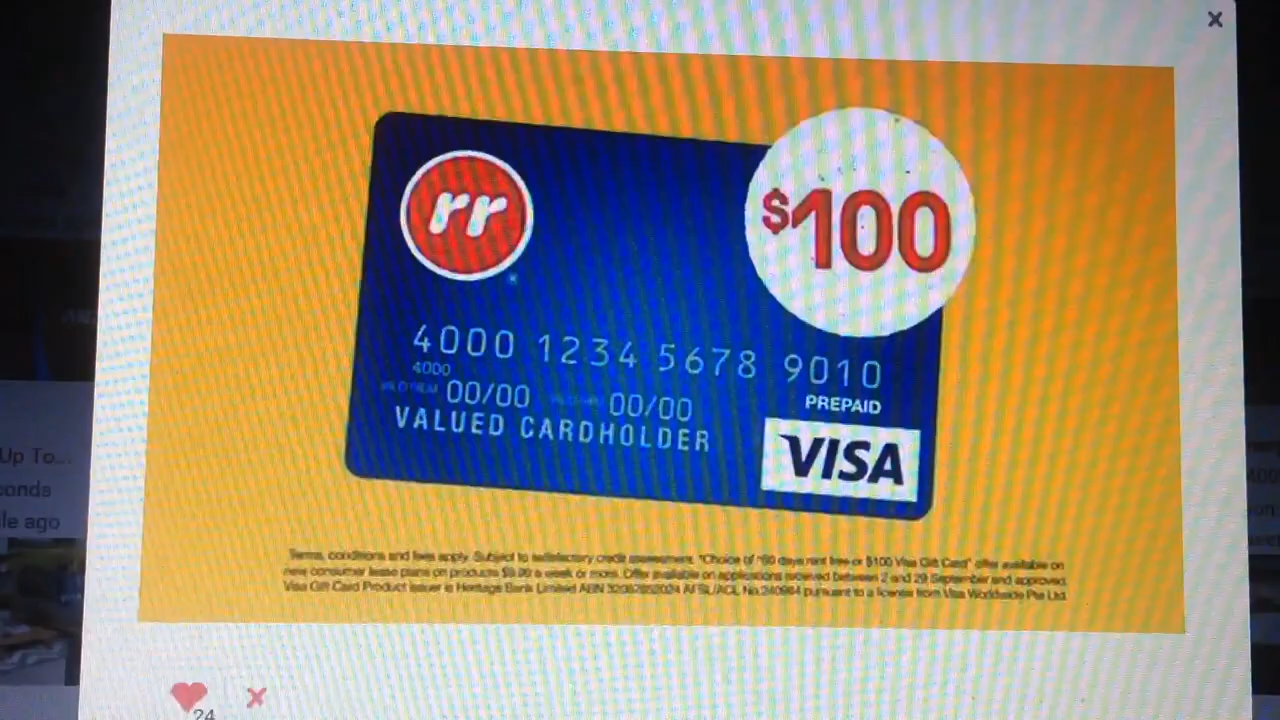 rr
$100
4000 1234 5678 9010
4000
00/00 00/00
VALUED CARDHOLDER
PREPAID
VISA
Terms, conditions and fees apply. Subject to satisfactory credit assessment. "Choice of *60 days rent free or $100 Visa Gift Card" offer available on
new consumer lease plans on products $9.90 a week or more. Offer available on applications received between 2 and 29 September and approved.
Visa Gift Card Product issuer is Heritage Bank Limited ABN 32087652024 AFSL/ACL No.240984 pursuant to a license from Visa Worldwide Pte Ltd.
Up To...
onds
le ago
24